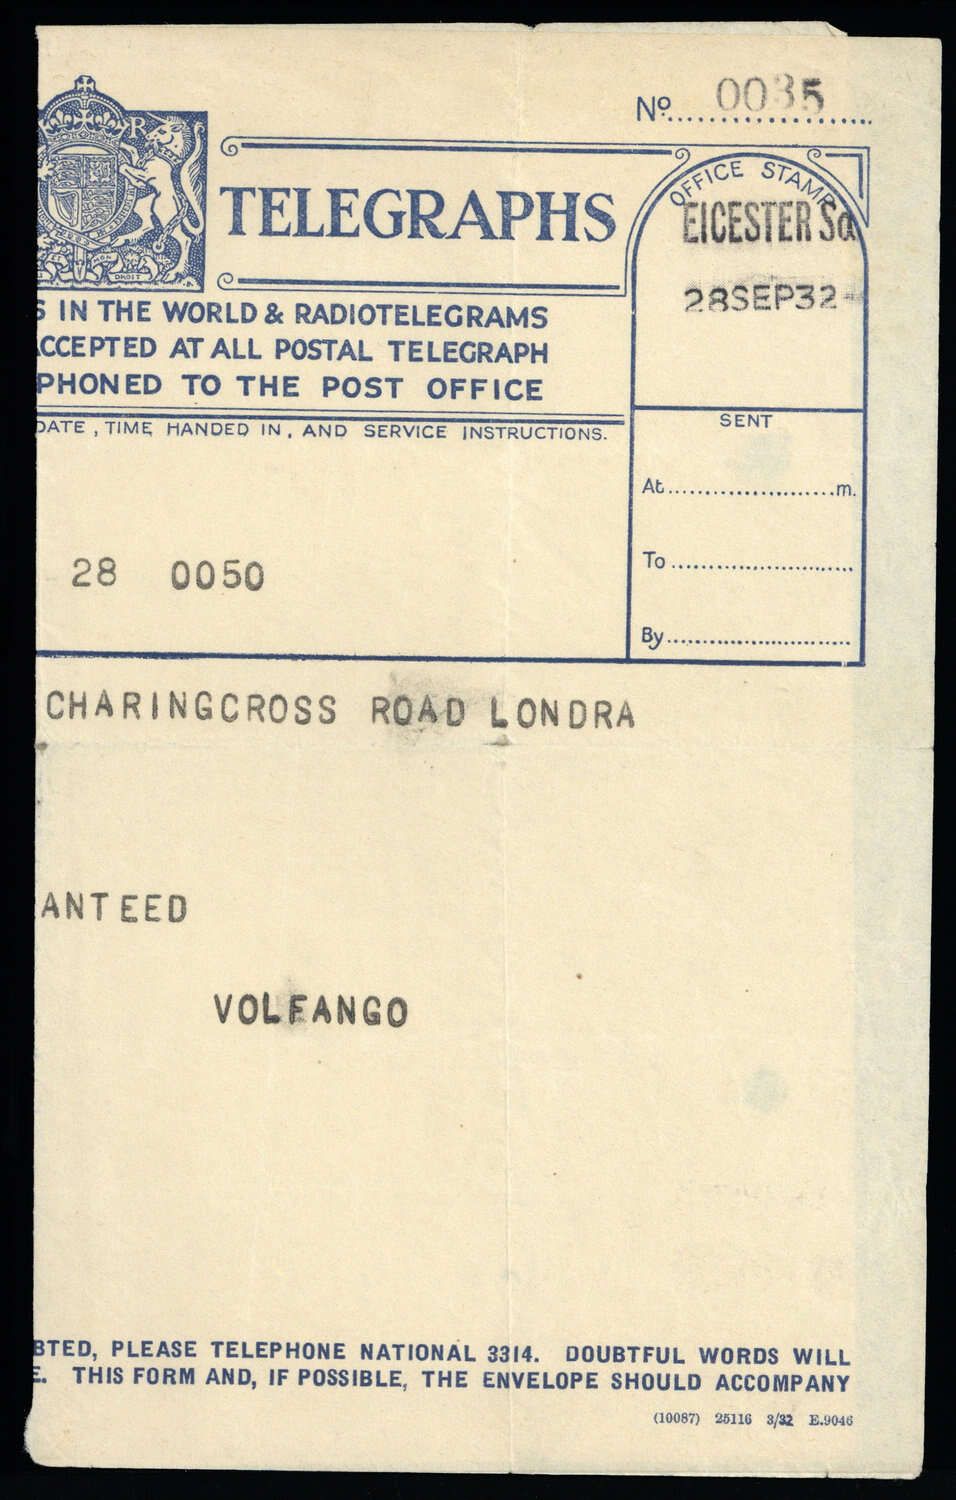 No. 0035
R
TELEGRAPHS
OFFICE STAMP
EICESTER Sq
28SEP32
S IN THE WORLD & RADIOTELEGRAMS
ACCEPTED AT ALL POSTAL TELEGRAPH
PHONED TO THE POST OFFICE
DATE, TIME HANDED IN, AND SERVICE INSTRUCTIONS.
SENT
At......................m.
To.........................
By.........................
28 0050
CHARINGCROSS ROAD LONDRA
ANTEED
VOLFANGO
BTED, PLEASE TELEPHONE NATIONAL 3314. DOUBTFUL WORDS WILL
E. THIS FORM AND, IF POSSIBLE, THE ENVELOPE SHOULD ACCOMPANY
(10087) 25116 3/32 E.9046